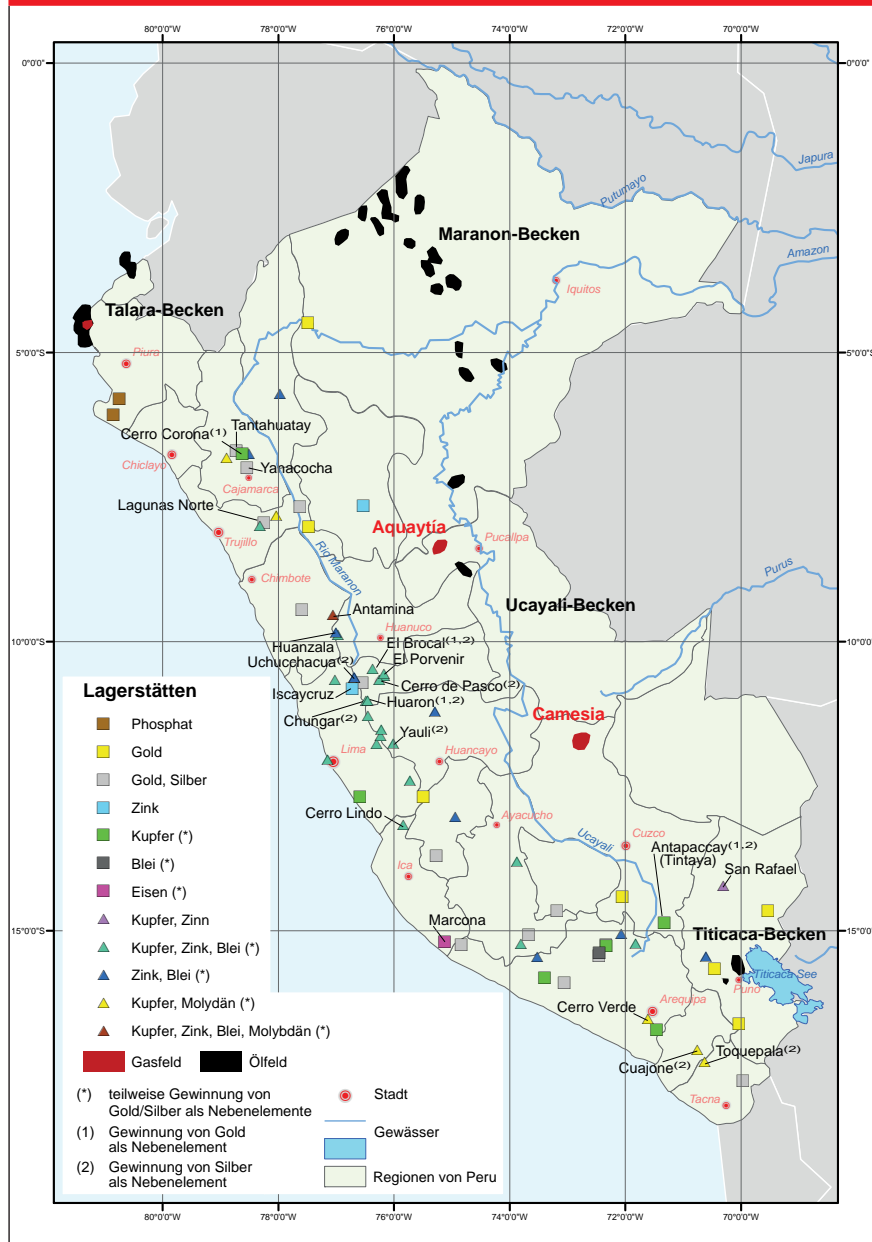 80°0'0"W 78°0'0"W 76°0'0"W 74°0'0"W 72°0'0"W 70°0'0"W
0°0'0" 0°0'0"
Japura
Putumayo
Maranon-Becken
Amazon
Iquitos
Talara-Becken
5°0'0"S 5°0'0"S
Piura
Tantahuatay
Cerro Corona(1)
Chiclayo
Yanacocha
Cajamarca
Lagunas Norte
Aquaytía
Trujillo
Pucallpa
Rio Maranon
Chimbote
Purus
Antamina
Ucayali-Becken
Huanuco
10°0'0"S 10°0'0"S
Huanzala
El Brocal(1,2)
Uchucchacua(2)
El Porvenir
Iscaycruz
Cerro de Pasco(2)
Huaron(1,2)
Chungar(2)
Camesia
Yauli(2)
Lima
Huancayo
Cerro Lindo
Ayacucho
Ucayali
Cuzco
Antapaccay(1,2)
(Tintaya)
San Rafael
Ica
Marcona
15°0'0"S 15°0'0"S
Titicaca-Becken
Titicaca See
Puno
Cerro Verde
Arequipa
Toquepala(2)
Cuajone(2)
Tacna
Lagerstätten
Phosphat
Gold
Gold, Silber
Zink
Kupfer (*)
Blei (*)
Eisen (*)
Kupfer, Zinn
Kupfer, Zink, Blei (*)
Zink, Blei (*)
Kupfer, Molydän (*)
Kupfer, Zink, Blei, Molybdän (*)
Gasfeld Ölfeld
(*) teilweise Gewinnung von
Gold/Silber als Nebenelemente
(1) Gewinnung von Gold
als Nebenelement
(2) Gewinnung von Silber
als Nebenelement
Stadt
Gewässer
Regionen von Peru
80°0'0"W 78°0'0"W 76°0'0"W 74°0'0"W 72°0'0"W 70°0'0"W